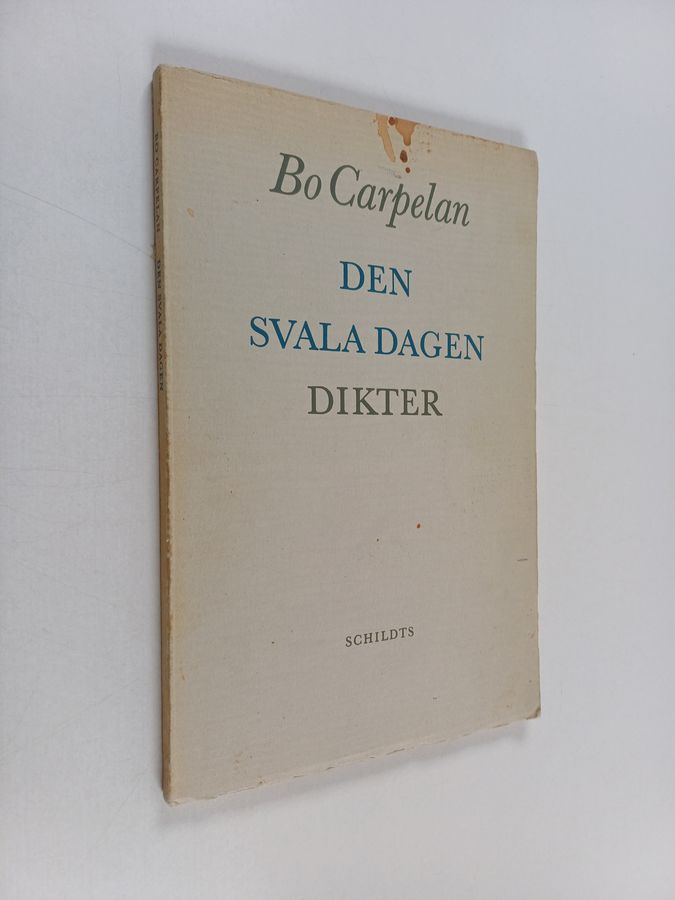 Bo Carpelan
DEN
SVALA DAGEN
DIKTER
SCHILDTS
BO CARPELAN DEN SVALA DAGEN